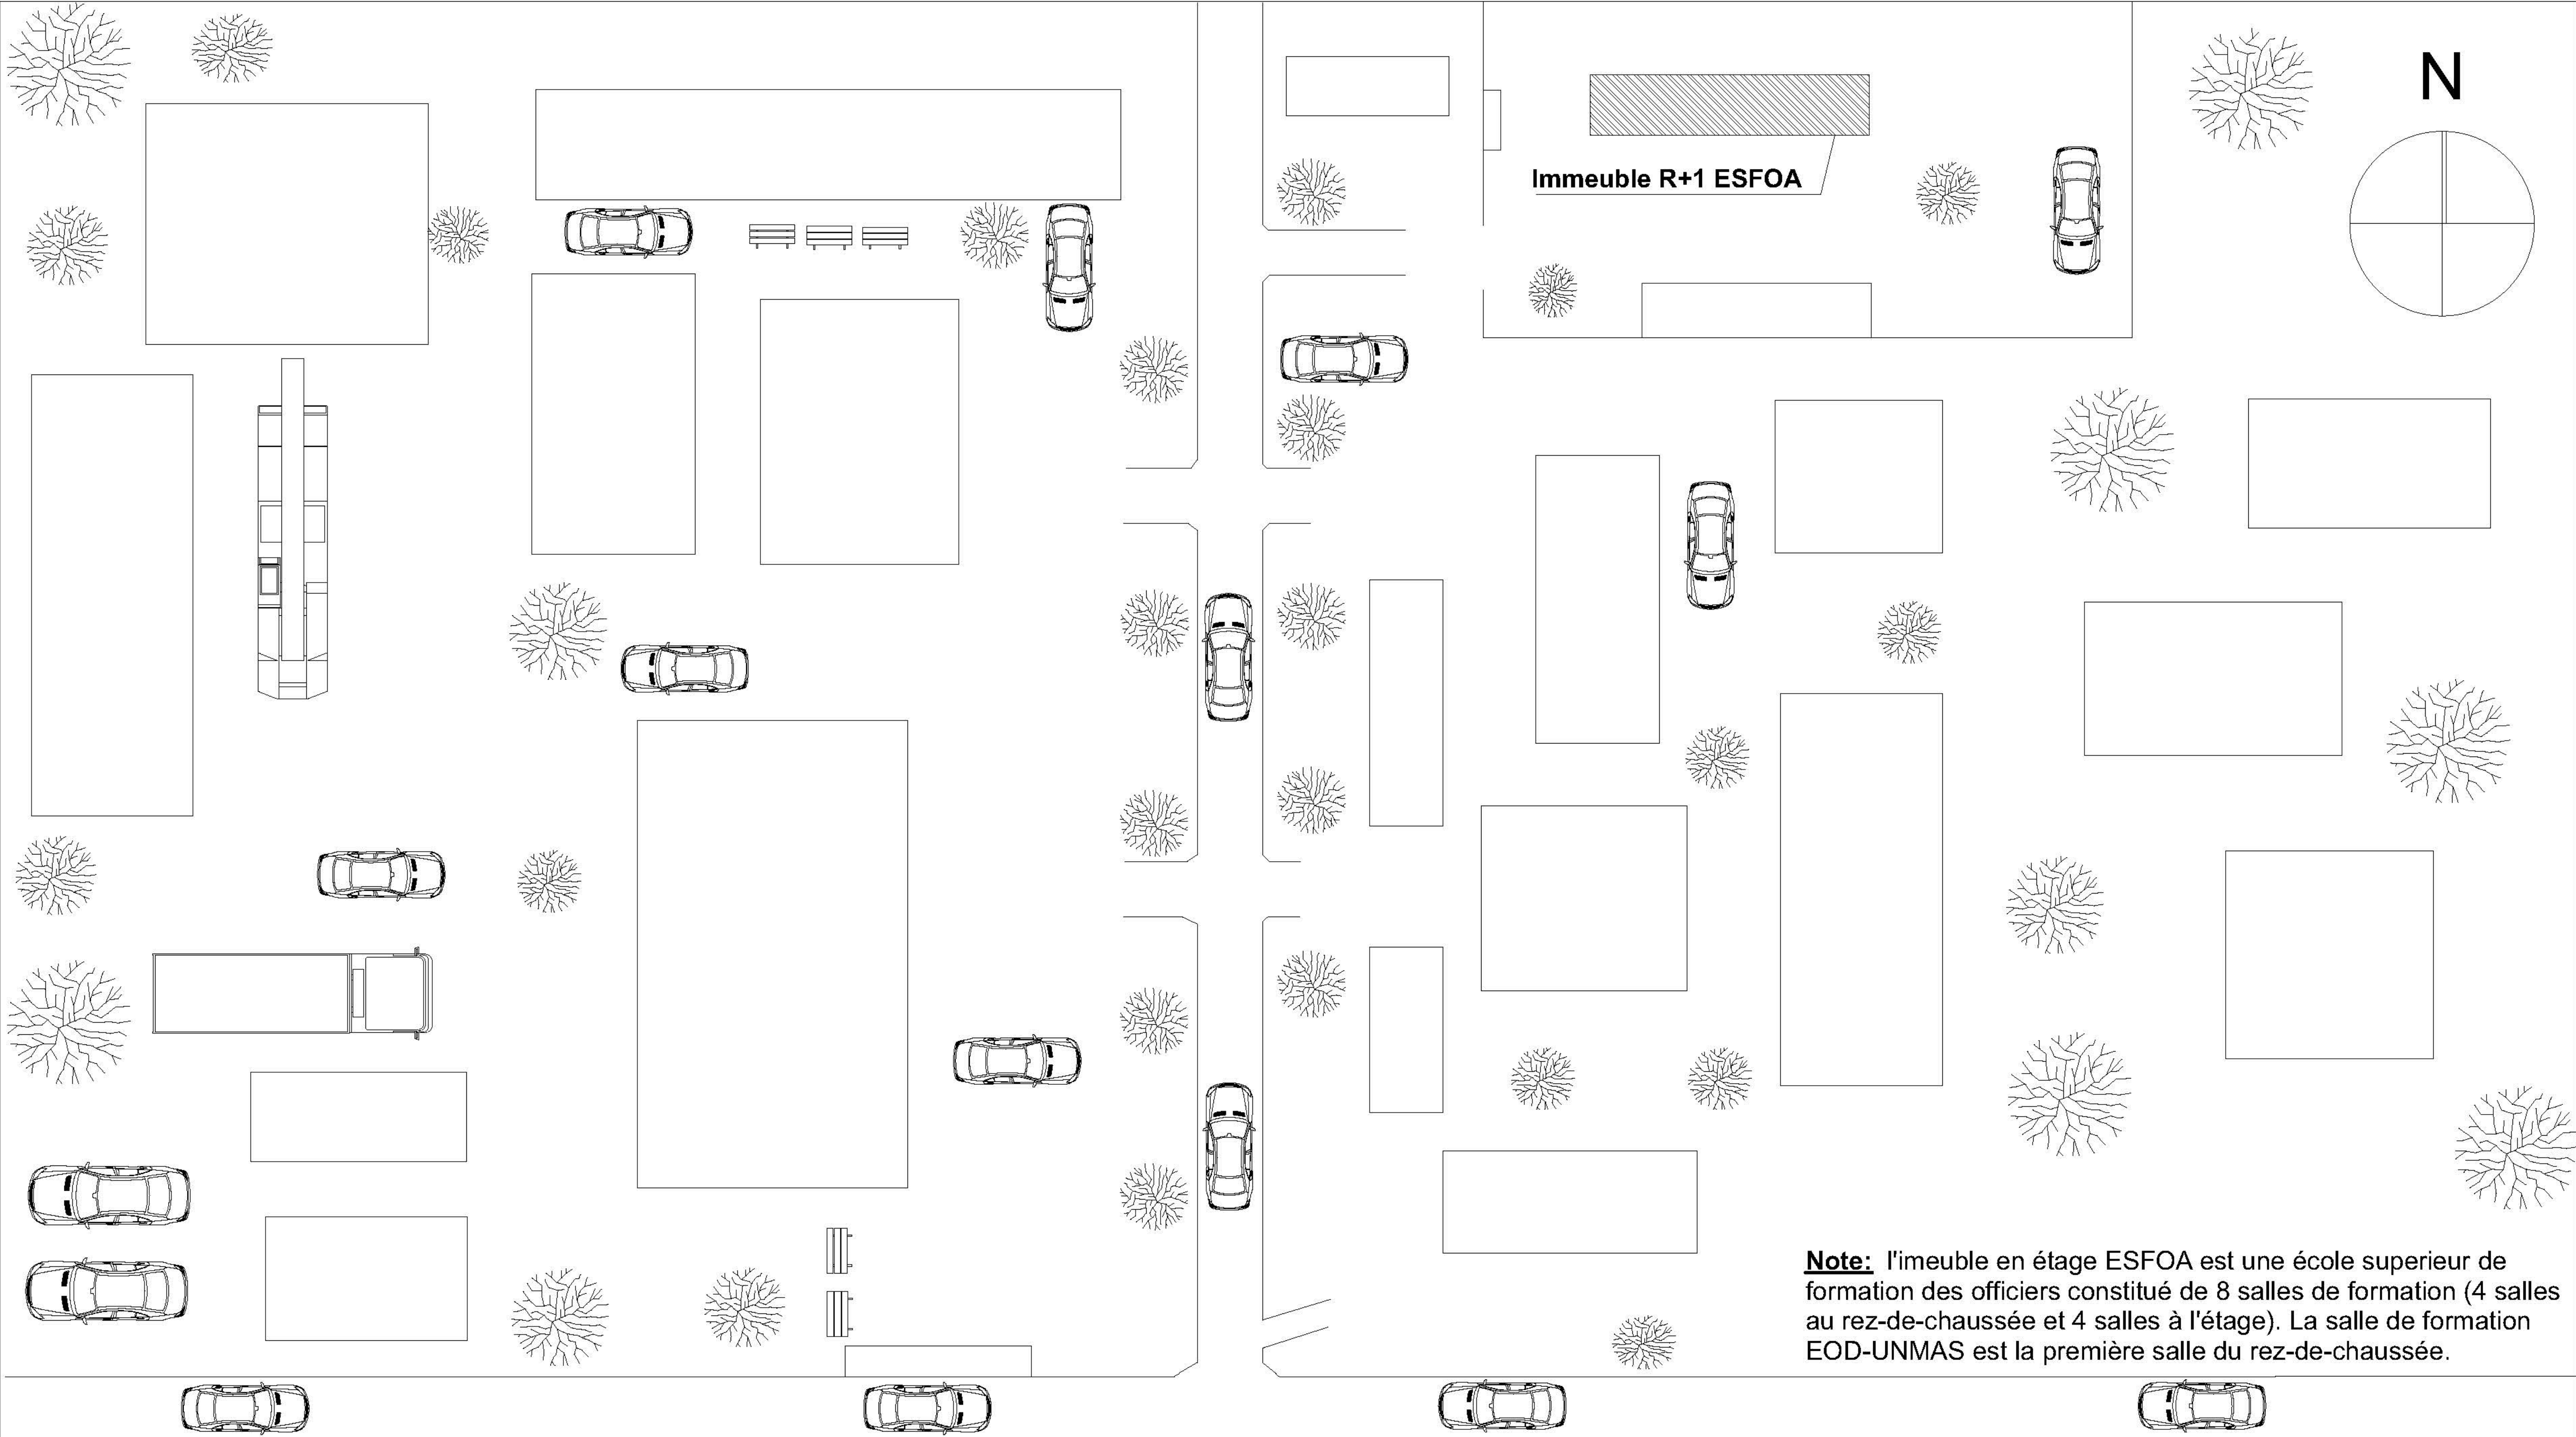 N
Immeuble R+1 ESFOA
Note: l'imeuble en étage ESFOA est une école superieur de
formation des officiers constitué de 8 salles de formation (4 salles
au rez-de-chaussée et 4 salles à l'étage). La salle de formation
EOD-UNMAS est la première salle du rez-de-chaussée.